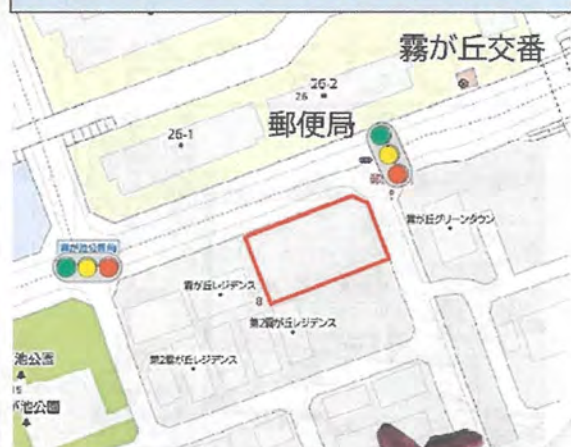 霧が丘交番
26-2
26
郵便局
26-1
霧が丘グリーンタウン
霧が丘レジデンス
8
第2霧が丘レジデンス
第2霧が丘レジデンス
池公園
が池公園